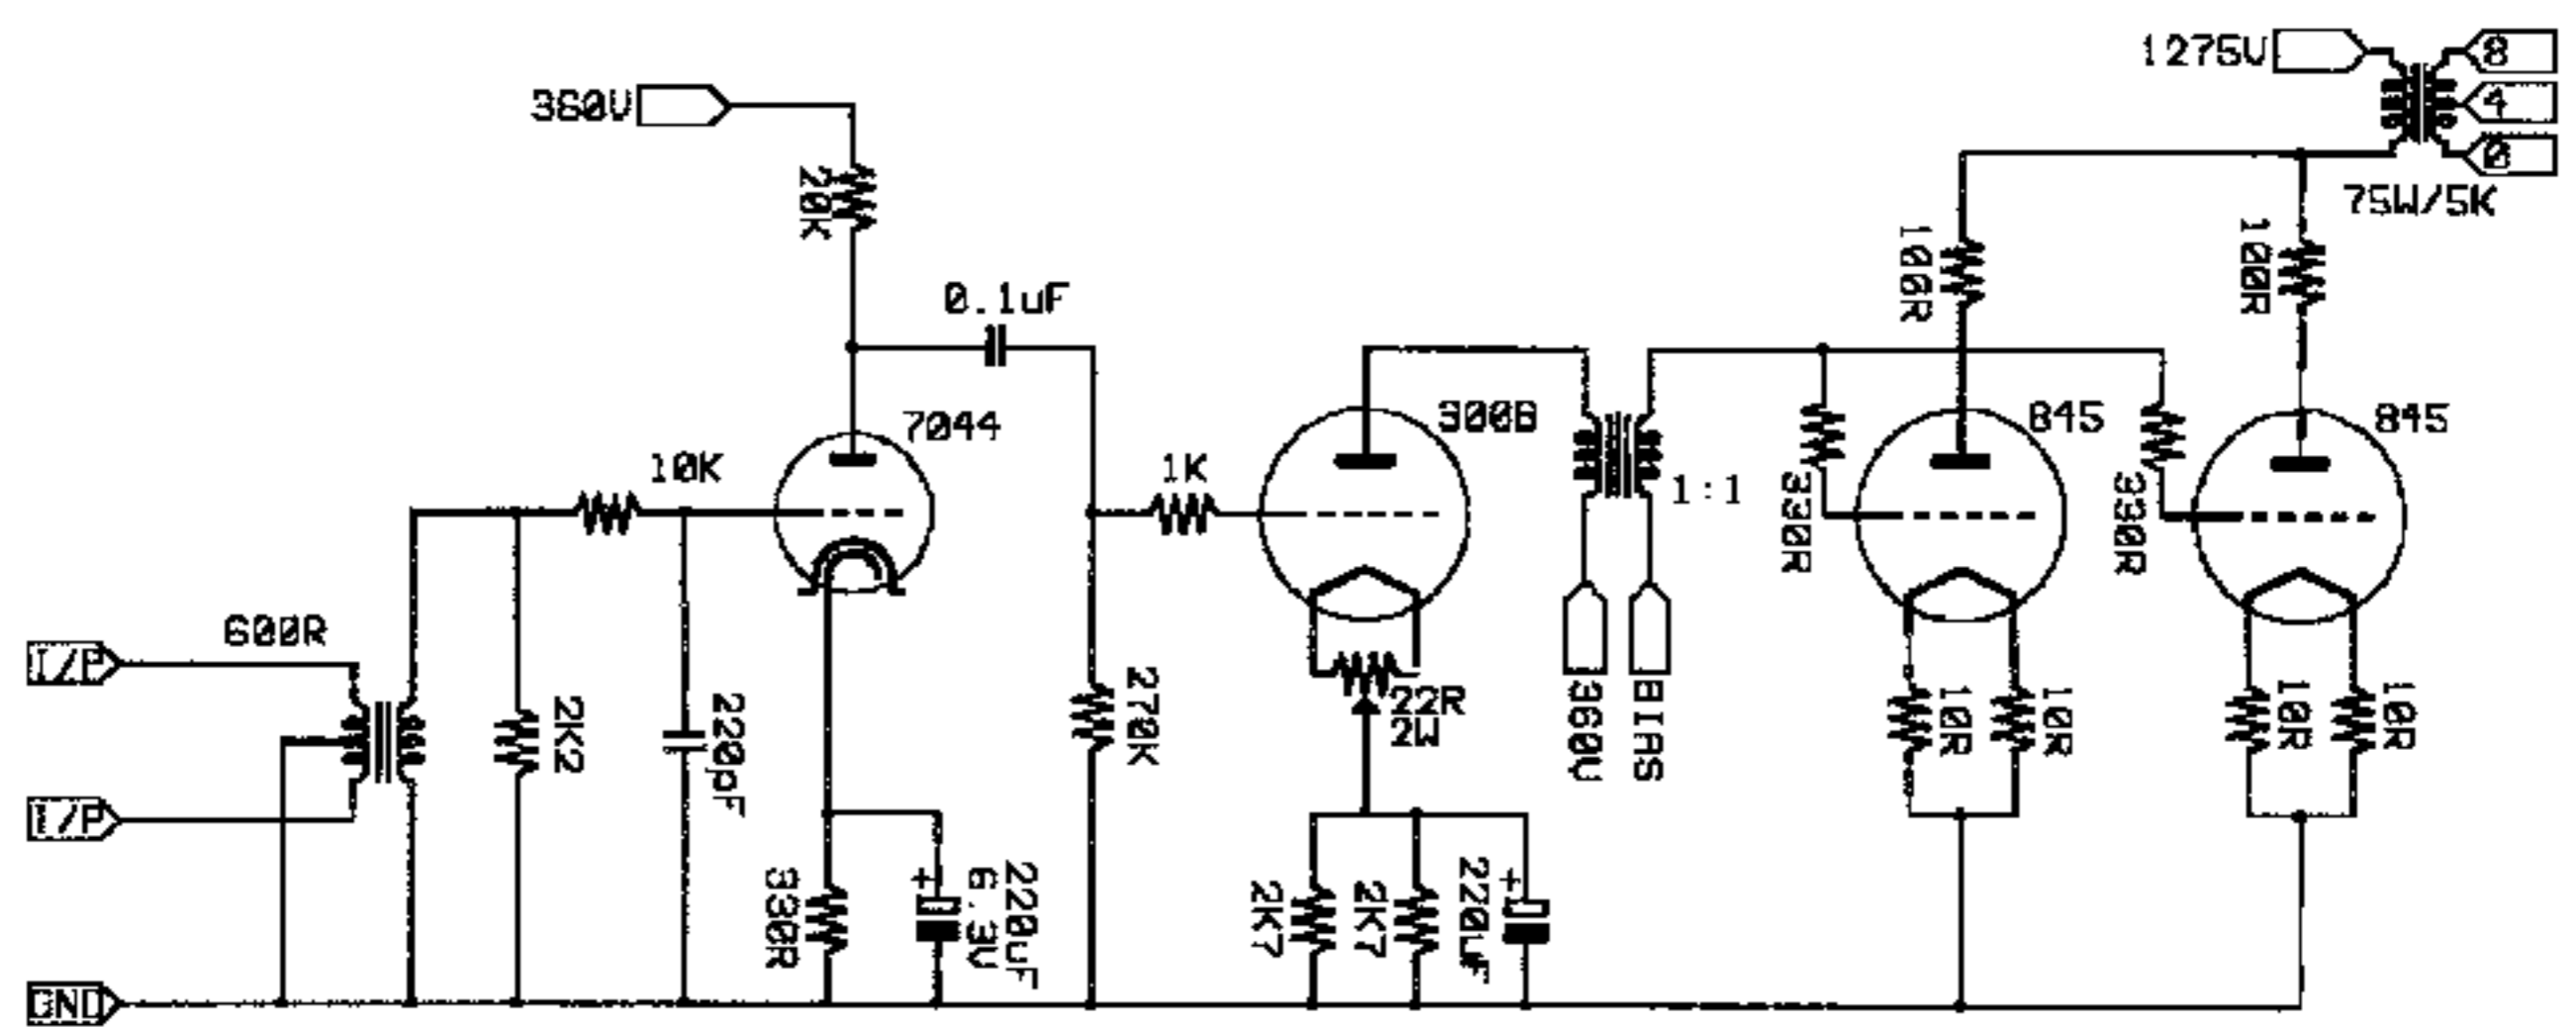 1275V
8
4
0
75W/5K
360V
20K
0.1uF
7044
10K
1K
300B
1:1
100R
100R
845
845
330R
330R
600R
I/P
I/P
GND
2K2
220pF
330R
220uF
6.3V
+
270K
22R
2W
2K7
2K7
220uF
+
360V
BIAS
10R
10R
10R
10R